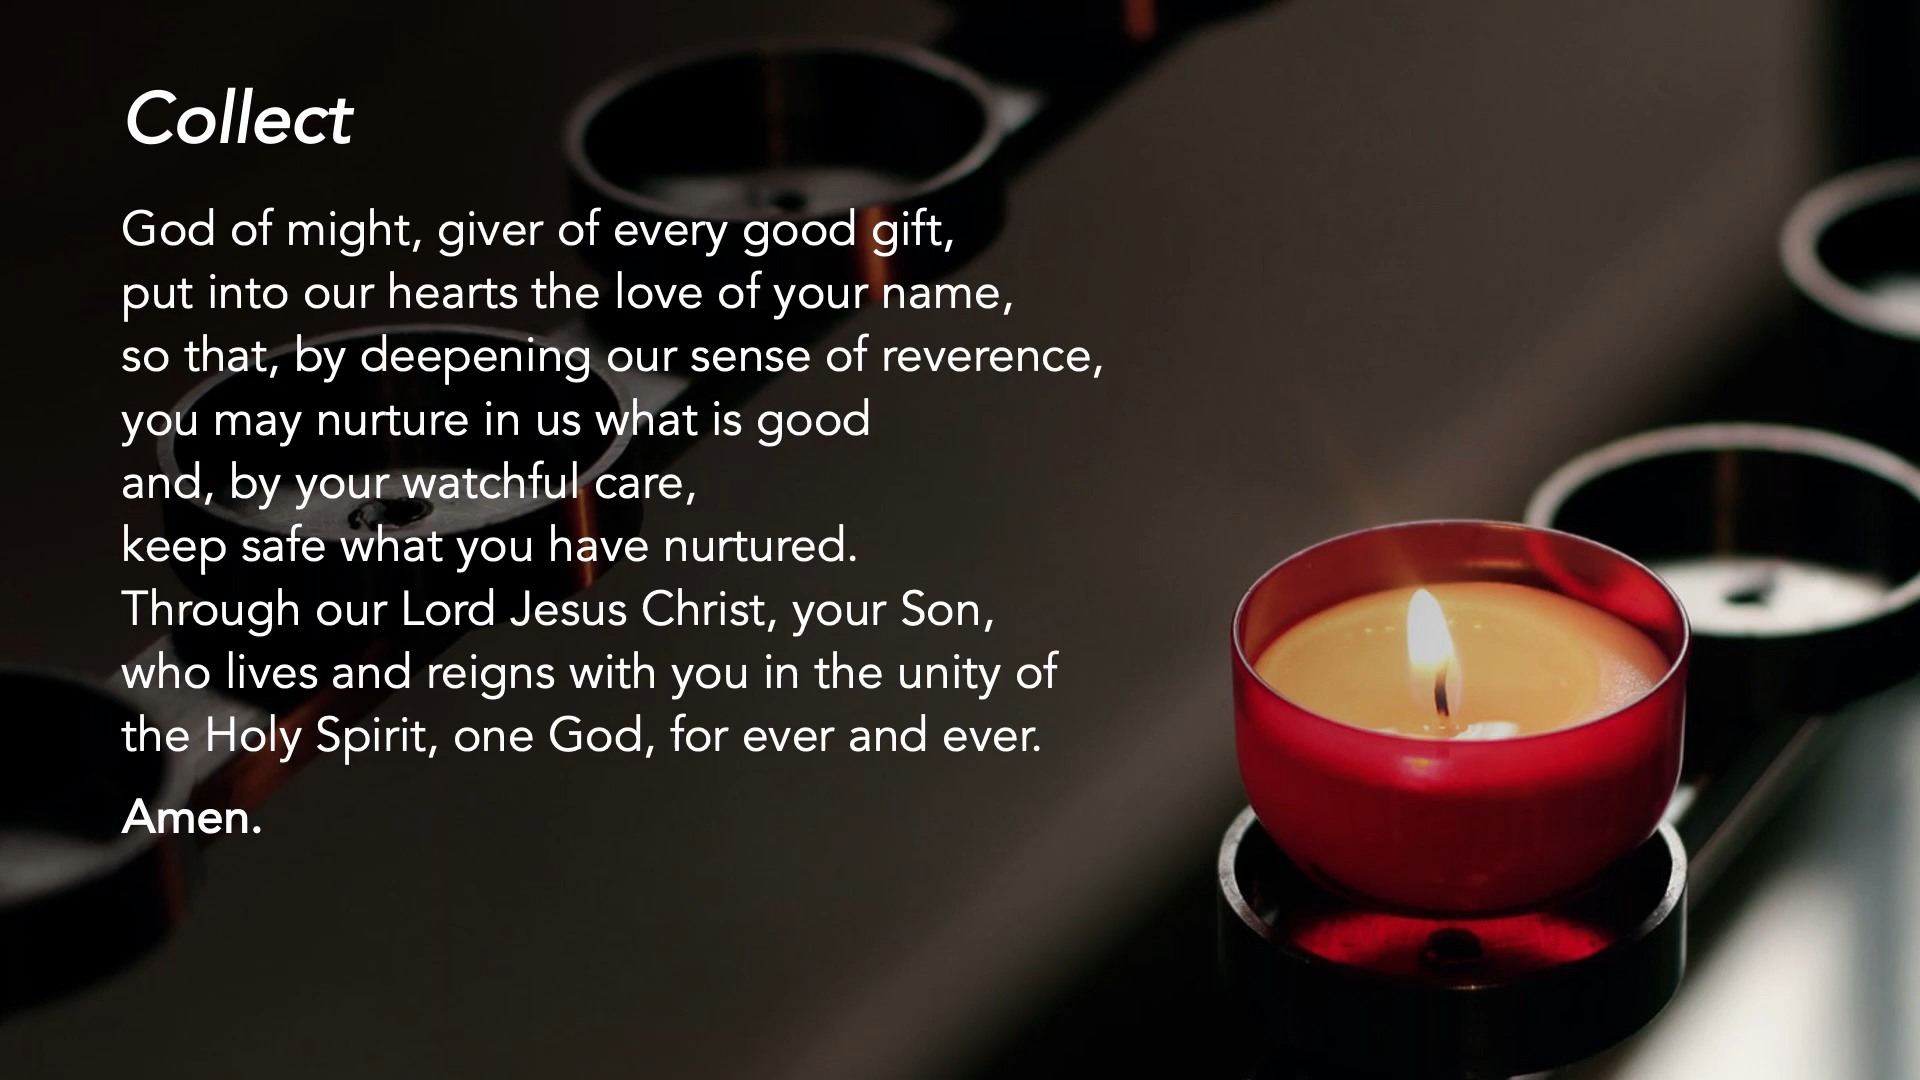 Collect
God of might, giver of every good gift,
put into our hearts the love of your name,
so that, by deepening our sense of reverence,
you may nurture in us what is good
and, by your watchful care,
keep safe what you have nurtured.
Through our Lord Jesus Christ, your Son,
who lives and reigns with you in the unity of
the Holy Spirit, one God, for ever and ever.
Amen.